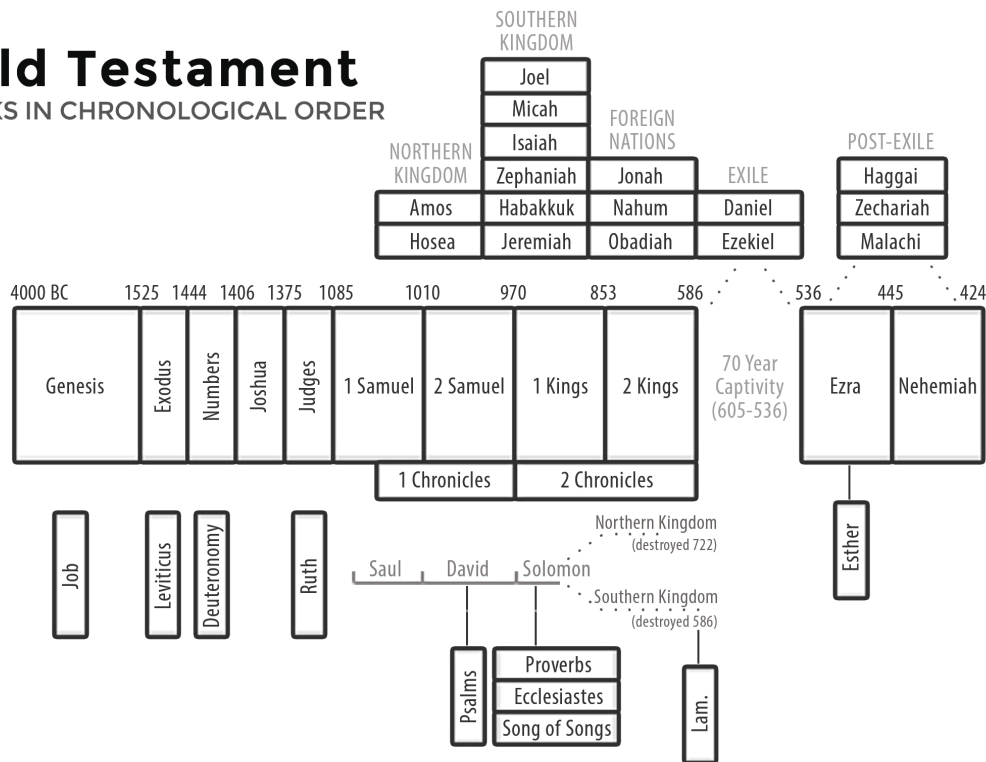 ld Testament
KS IN CHRONOLOGICAL ORDER
SOUTHERN
KINGDOM
Joel
Micah
Isaiah
Zephaniah
Habakkuk
Jeremiah
NORTHERN
KINGDOM
Amos
Hosea
FOREIGN
NATIONS
Jonah
Nahum
Obadiah
EXILE
Daniel
Ezekiel
POST-EXILE
Haggai
Zechariah
Malachi
4000 BC 1525 1444 1406 1375 1085 1010 970 853 586 536 445 424
Genesis
Exodus
Numbers
Joshua
Judges
1 Samuel
2 Samuel
1 Kings
2 Kings
70 Year
Captivity
(605-536)
Ezra
Nehemiah
1 Chronicles
2 Chronicles
Job
Leviticus
Deuteronomy
Ruth
Saul
David
Solomon
Northern Kingdom
(destroyed 722)
Southern Kingdom
(destroyed 586)
Esther
Psalms
Proverbs
Ecclesiastes
Song of Songs
Lam.